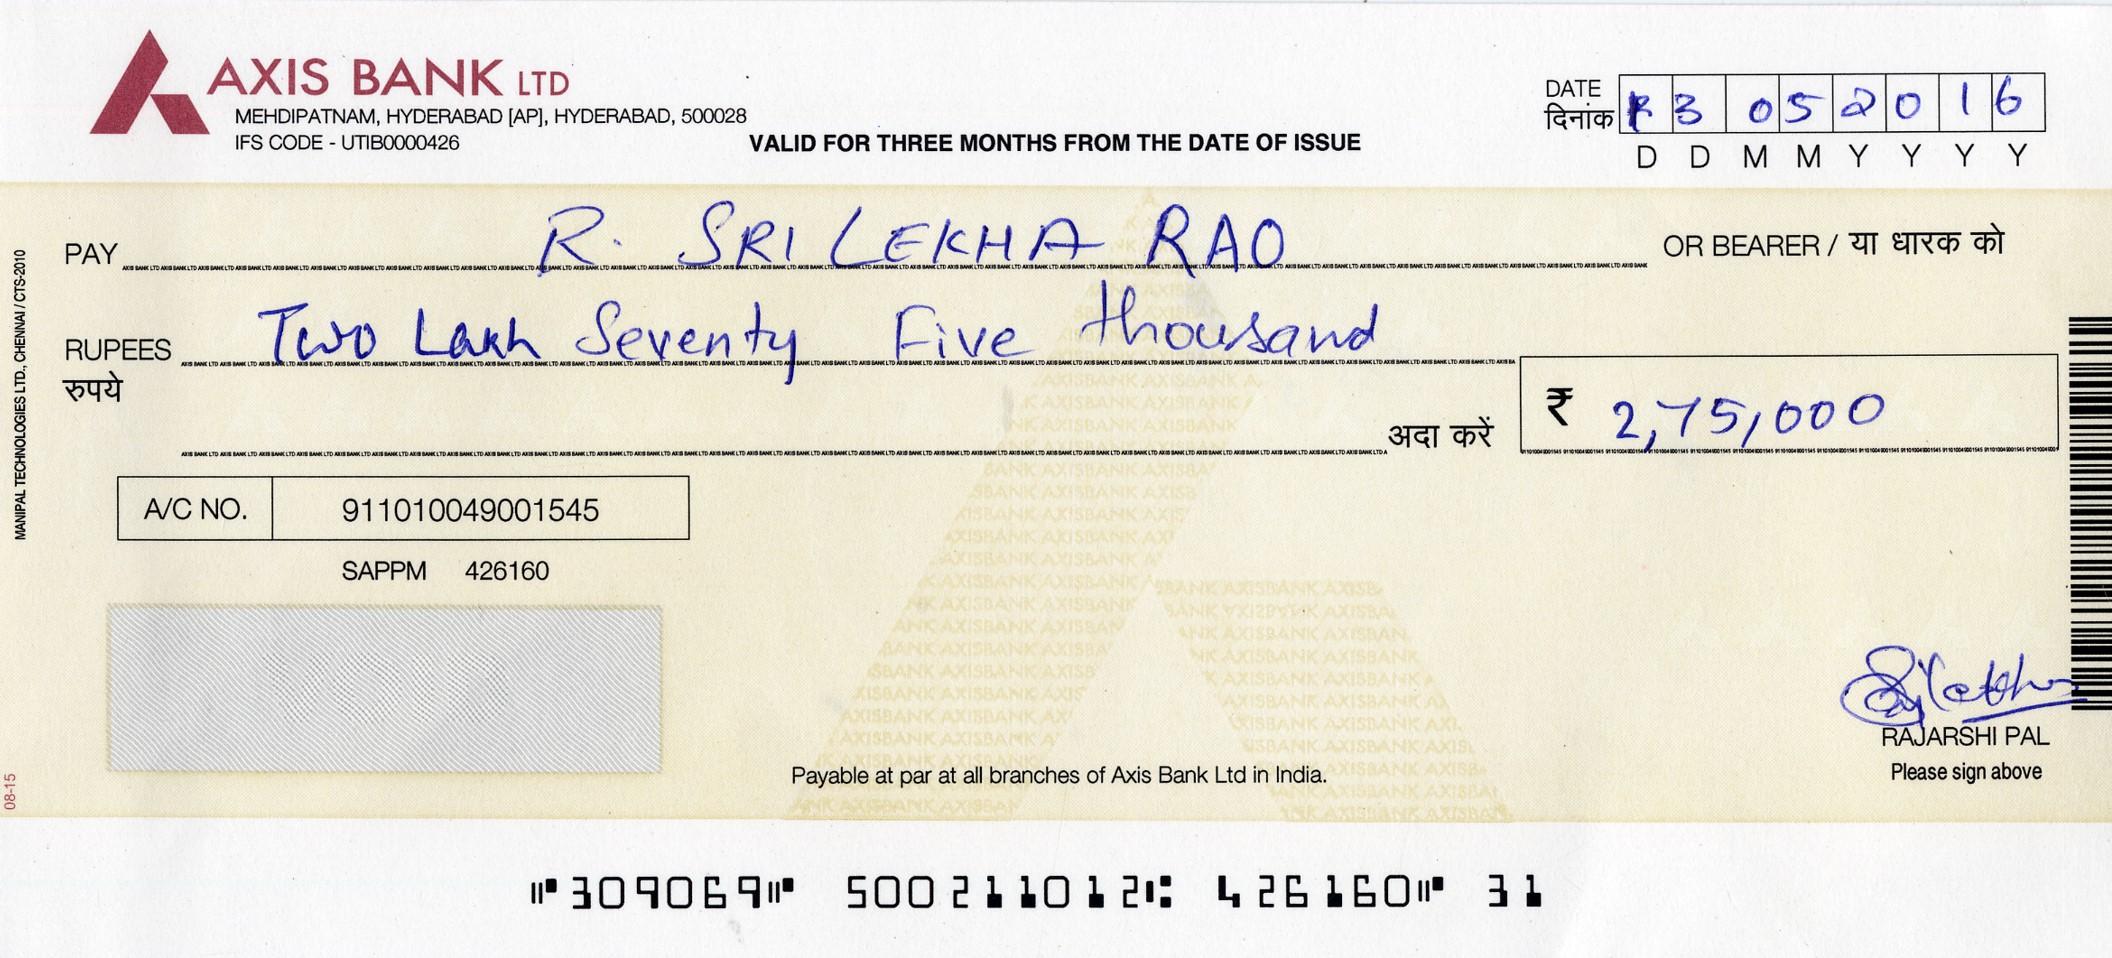 AXIS BANK LTD
MEHDIPATNAM, HYDERABAD [AP], HYDERABAD, 500028
IFS CODE - UTIB0000426
VALID FOR THREE MONTHS FROM THE DATE OF ISSUE
DATE
दिनांक 3 0 5 2 0 1 6
D D M M Y Y Y Y
PAY R. SRI LEKHA RAO OR BEARER / या धारक को
RUPEES Two Lakh Seventy Five thousand
रुपये
अदा करें ₹ 2,75,000
A/C NO. 911010049001545
SAPPM 426160
RAJARSHI PAL
Please sign above
Payable at par at all branches of Axis Bank Ltd in India.
MANIPAL TECHNOLOGIES LTD., CHENNAI / CTS-2010
08-15
⑈309069⑈ 500211012⑆ 426160⑈ 31